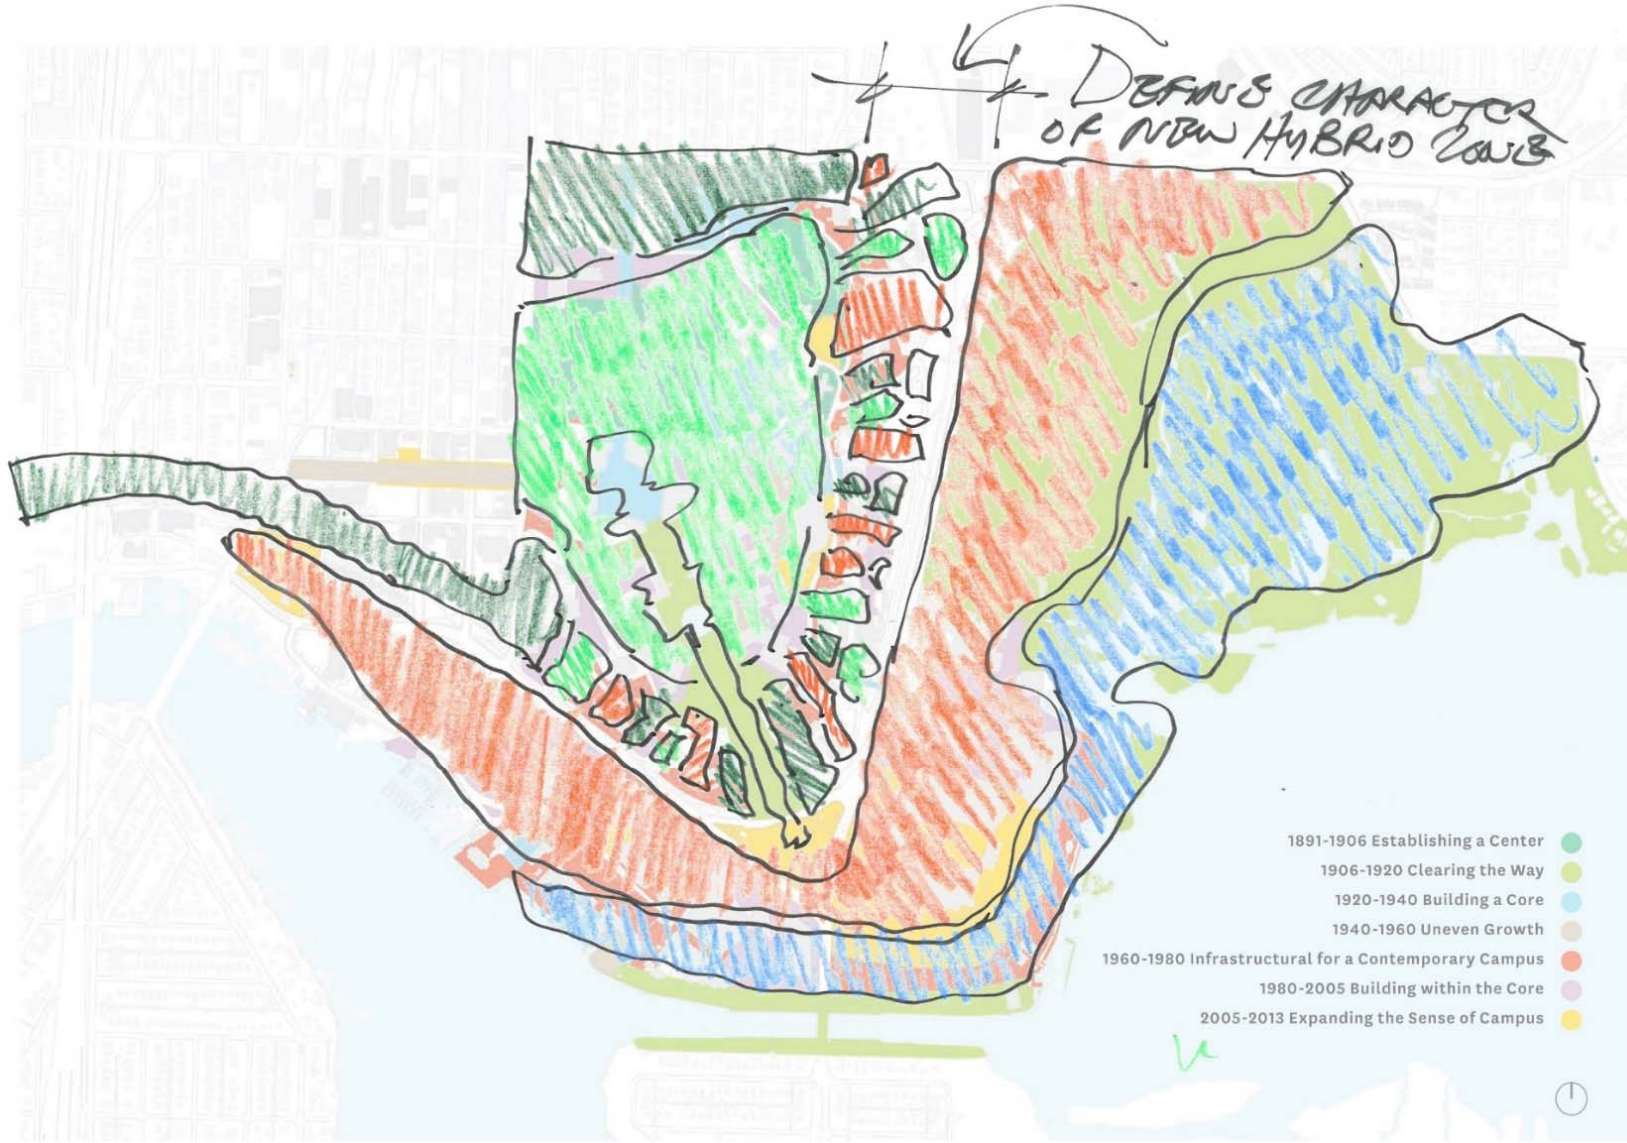 DEFINE CHARACTER
OF NEW HYBRID ZONE
1891-1906 Establishing a Center
1906-1920 Clearing the Way
1920-1940 Building a Core
1940-1960 Uneven Growth
1960-1980 Infrastructural for a Contemporary Campus
1980-2005 Building within the Core
2005-2013 Expanding the Sense of Campus